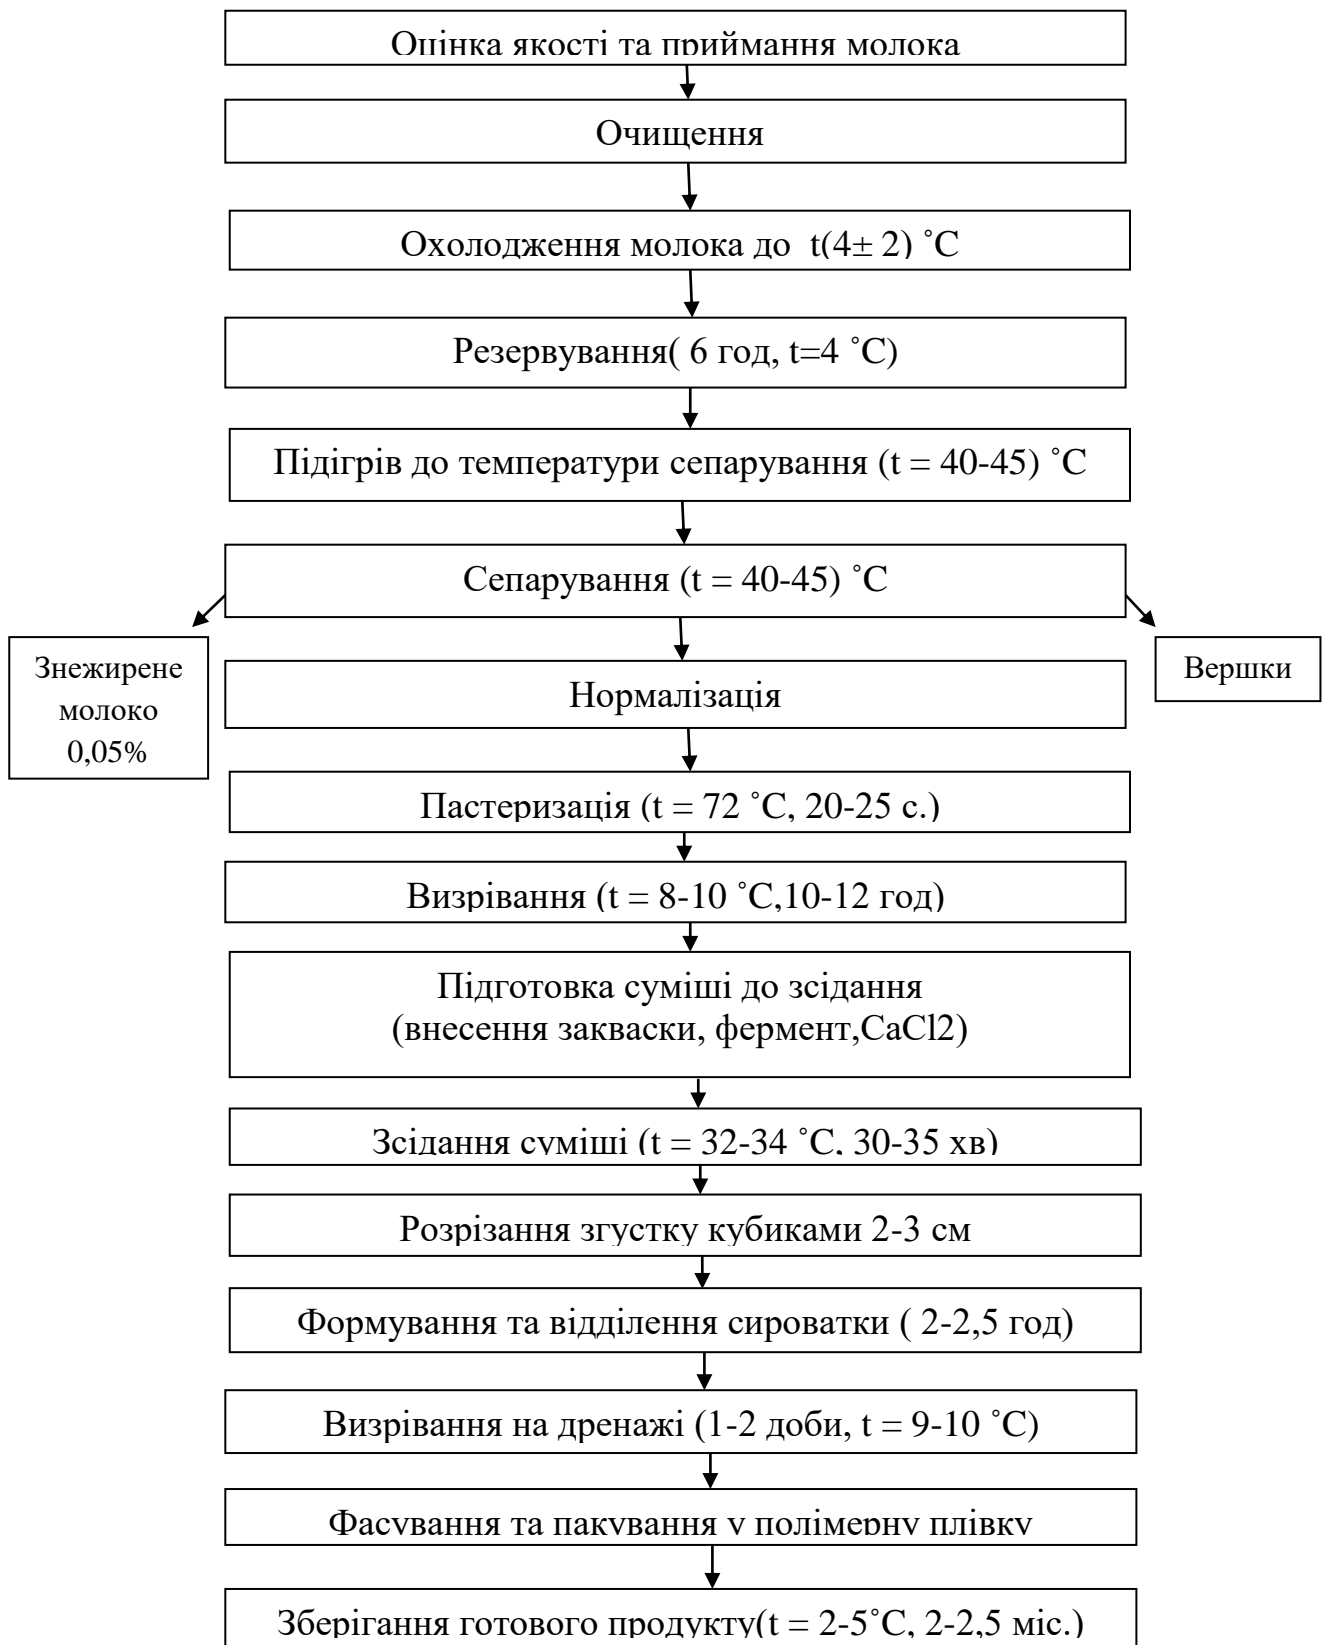 Оцінка якості та приймання молока
Очищення
Охолодження молока до t(4± 2) ˚С
Резервування( 6 год, t=4 ˚С)
Підігрів до температури сепарування (t = 40-45) ˚С
Сепарування (t = 40-45) ˚С
Знежирене
молоко
0,05%
Вершки
Нормалізація
Пастеризація (t = 72 ˚С, 20-25 с.)
Визрівання (t = 8-10 ˚С,10-12 год)
Підготовка суміші до зсідання
(внесення закваски, фермент,CaCl2)
Зсідання суміші (t = 32-34 ˚С, 30-35 хв)
Розрізання згустку кубиками 2-3 см
Формування та відділення сироватки ( 2-2,5 год)
Визрівання на дренажі (1-2 доби, t = 9-10 ˚С)
Фасування та пакування у полімерну плівку
Зберігання готового продукту(t = 2-5˚С, 2-2,5 міс.)